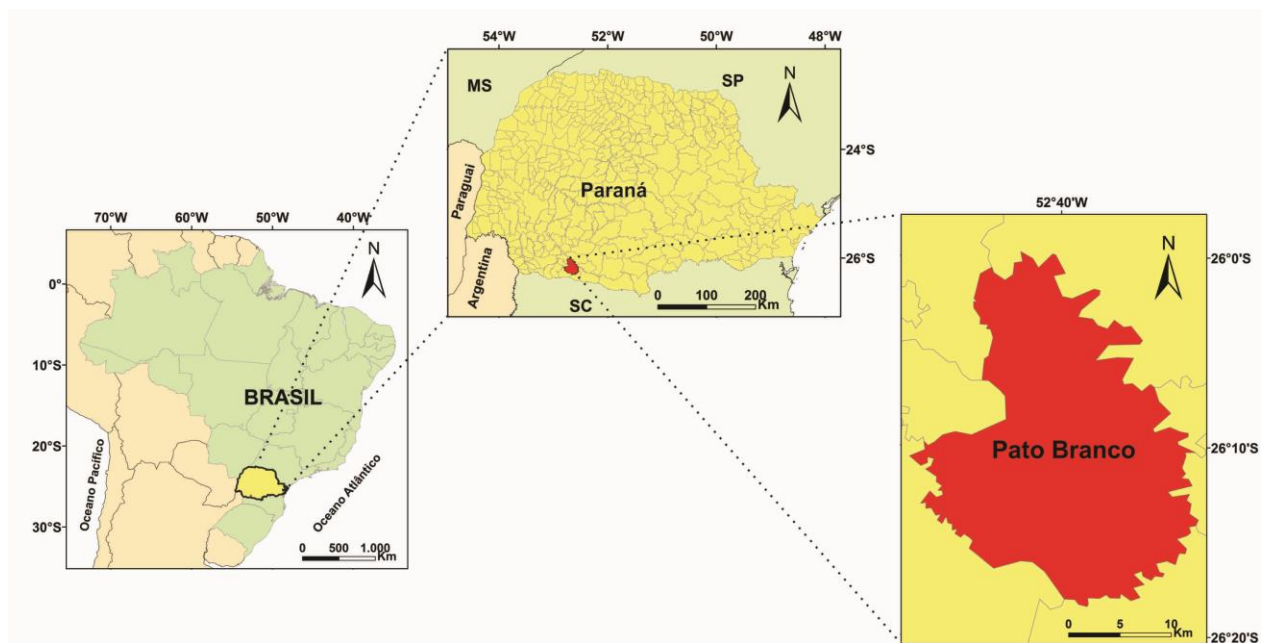 70°W 60°W 50°W 40°W
N
0°
10°S
BRASIL
20°S
Oceano Pacífico
Oceano Atlântico
30°S
0 500 1.000
Km
54°W 52°W 50°W 48°W
MS
SP
N
24°S
Paraguai
Paraná
Argentina
26°S
SC
0 100 200
Km
52°40'W
N
26°0'S
Pato Branco
26°10'S
0 5 10
Km
26°20'S